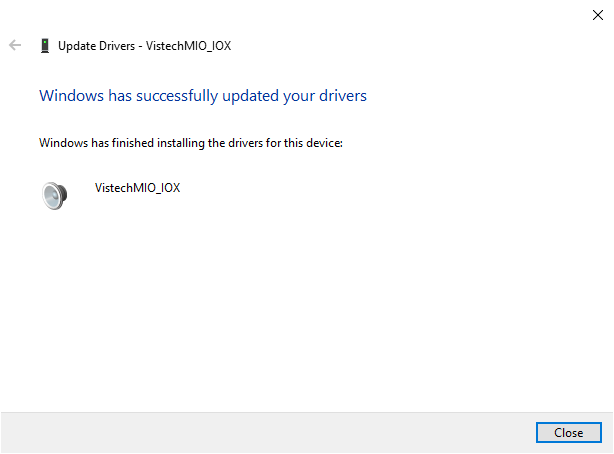 Update Drivers - VistechMIO_IOX
Windows has successfully updated your drivers
Windows has finished installing the drivers for this device:
VistechMIO_IOX
Close